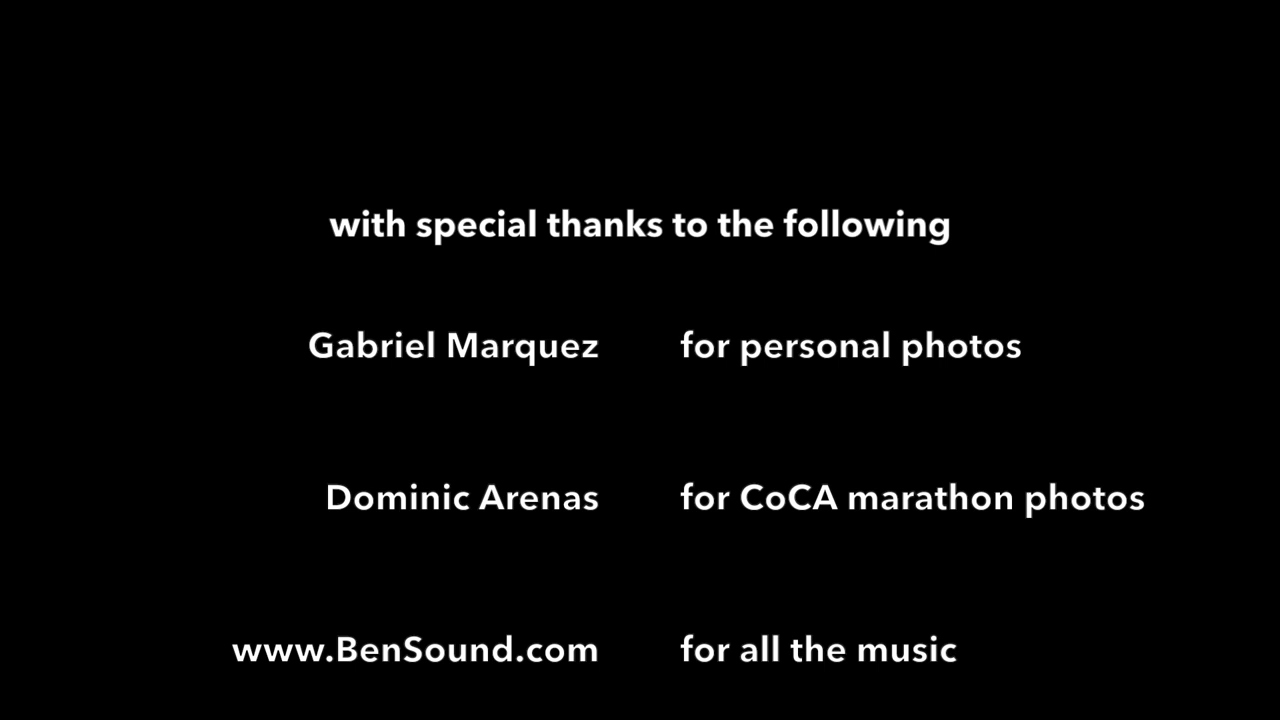 with special thanks to the following
Gabriel Marquez for personal photos
Dominic Arenas for CoCA marathon photos
www.BenSound.com for all the music